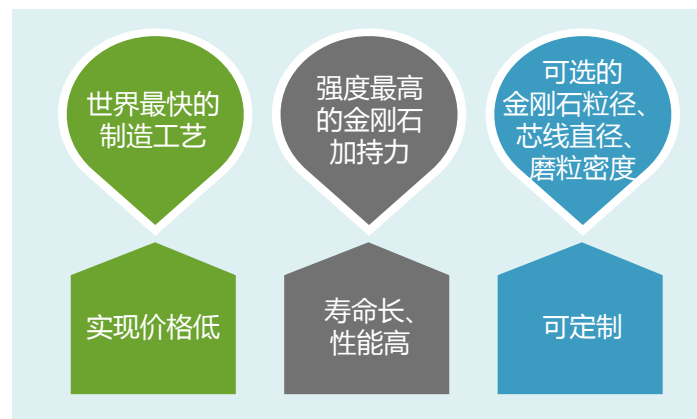 世界最快的
制造工艺
强度最高
的金刚石
加持力
可选的
金刚石粒径、
芯线直径、
磨粒密度
实现价格低
寿命长、
性能高
可定制